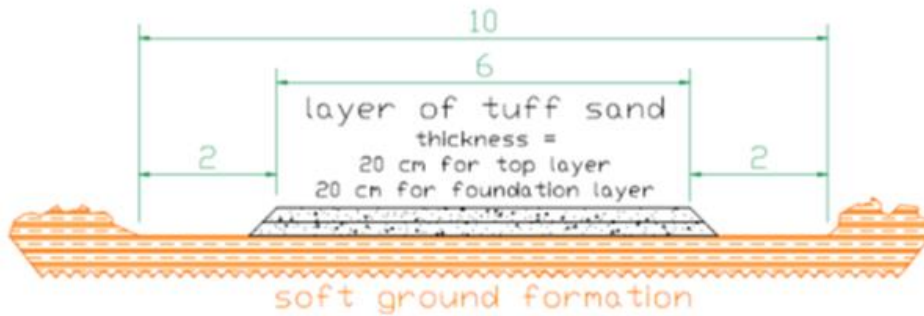 10
6
layer of tuff sand
thickness =
2 20 cm for top layer 2
20 cm for foundation layer
soft ground formation